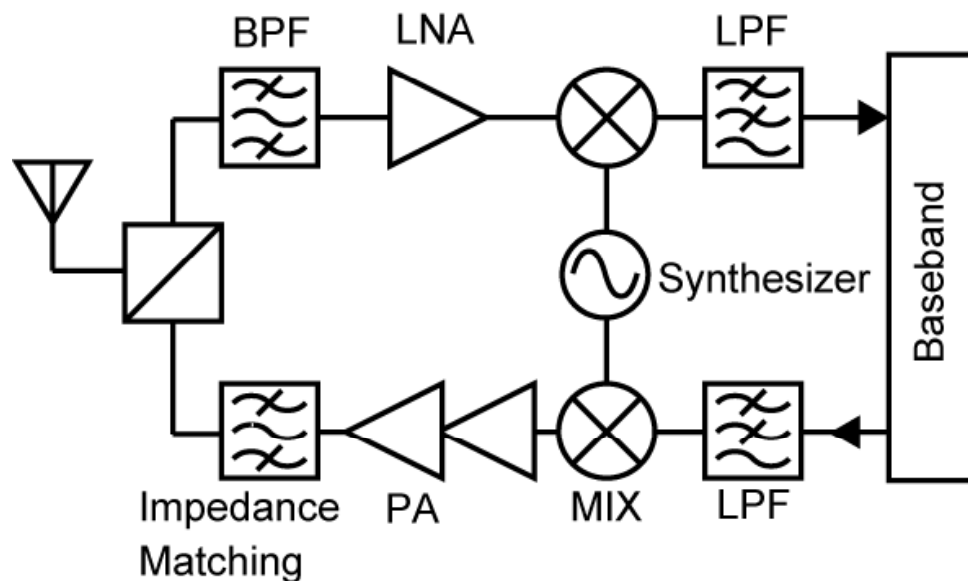 BPF
LNA
LPF
Synthesizer
Baseband
Impedance
Matching
PA
MIX
LPF